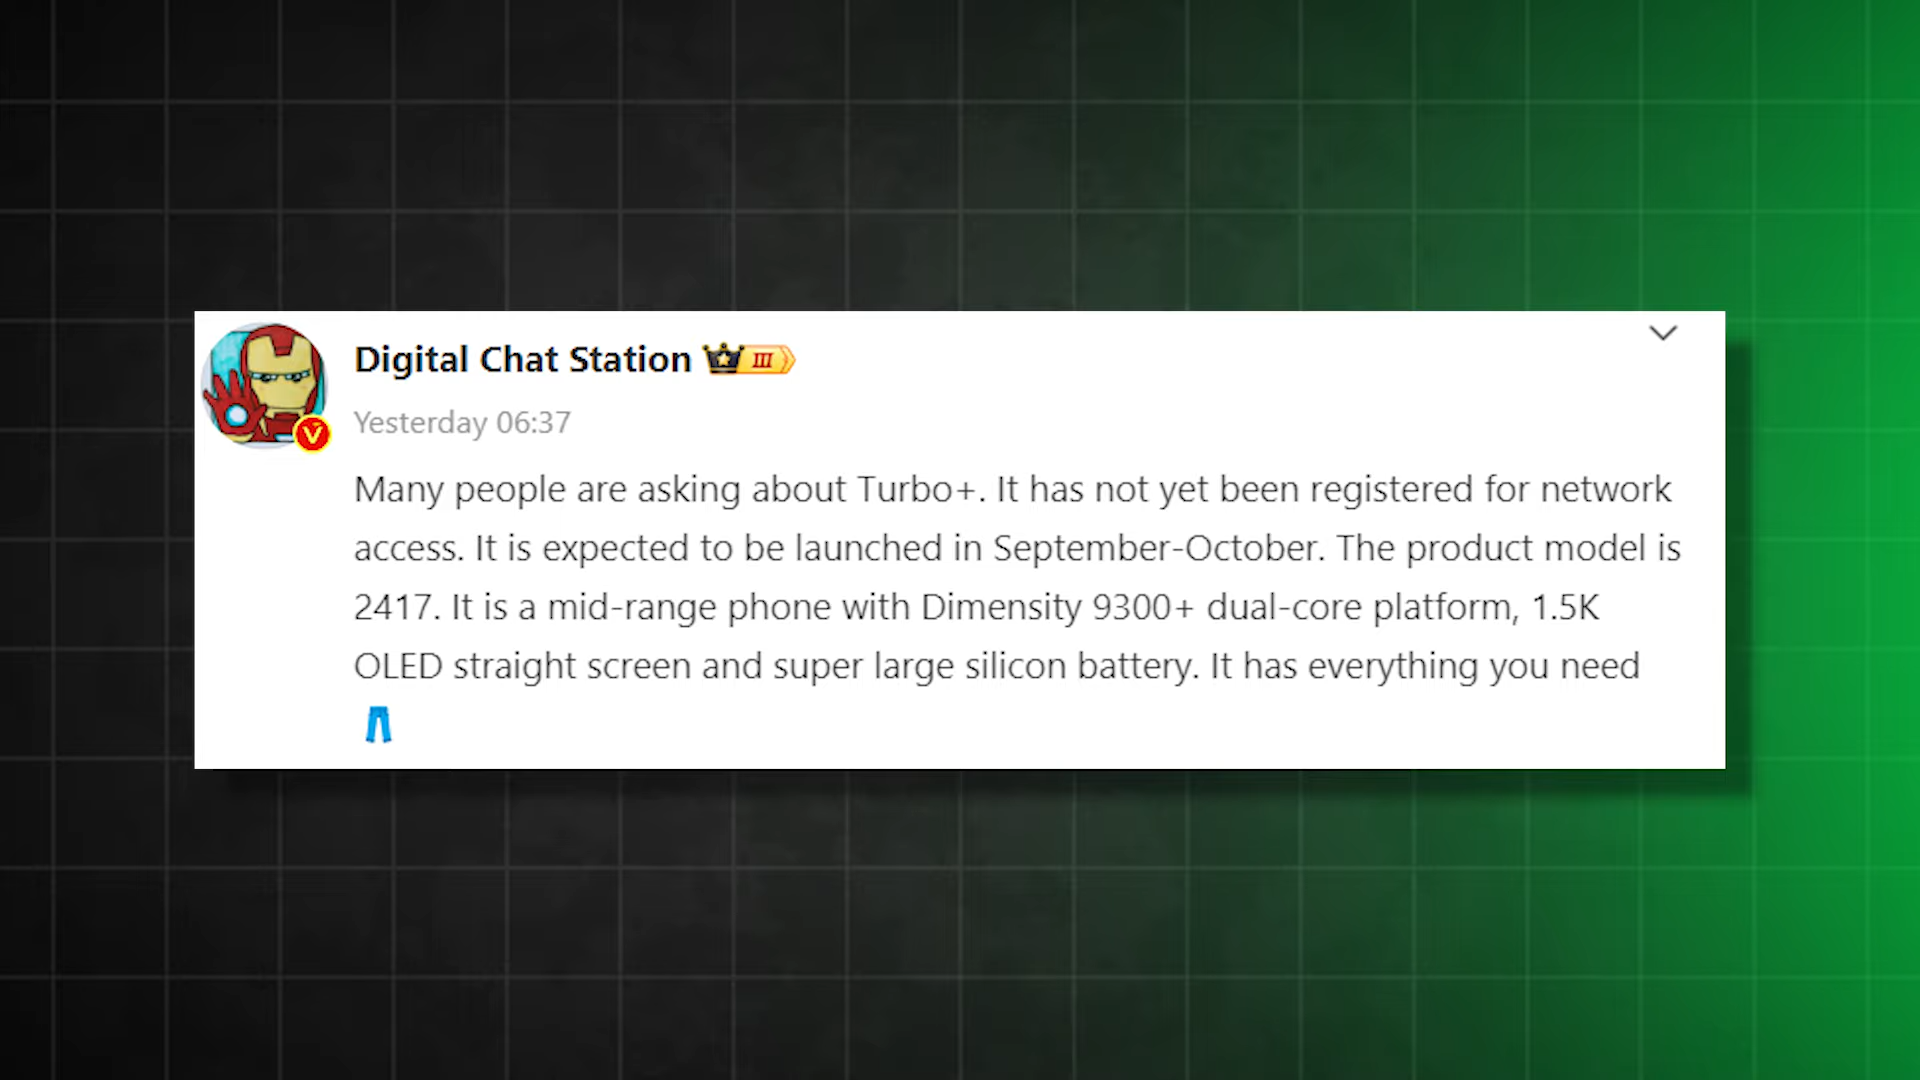 Digital Chat Station III
Yesterday 06:37
Many people are asking about Turbo+. It has not yet been registered for network
access. It is expected to be launched in September-October. The product model is
2417. It is a mid-range phone with Dimensity 9300+ dual-core platform, 1.5K
OLED straight screen and super large silicon battery. It has everything you need
👖